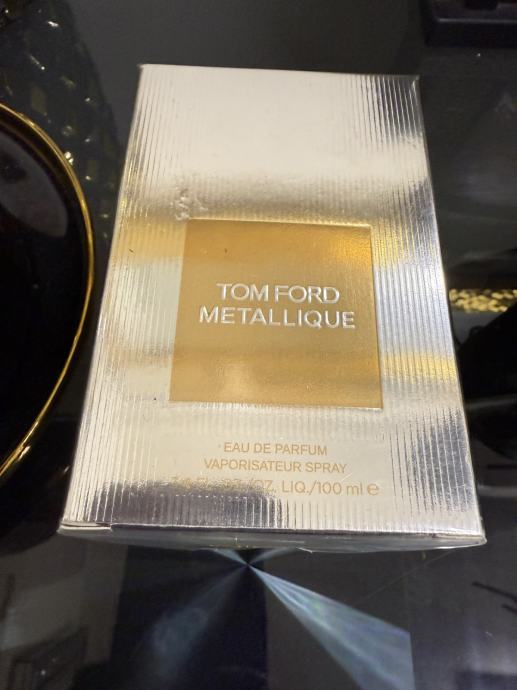 TOM FORD
METALLIQUE
EAU DE PARFUM
VAPORISATEUR SPRAY
OZ. LIQ./100 ml ℮